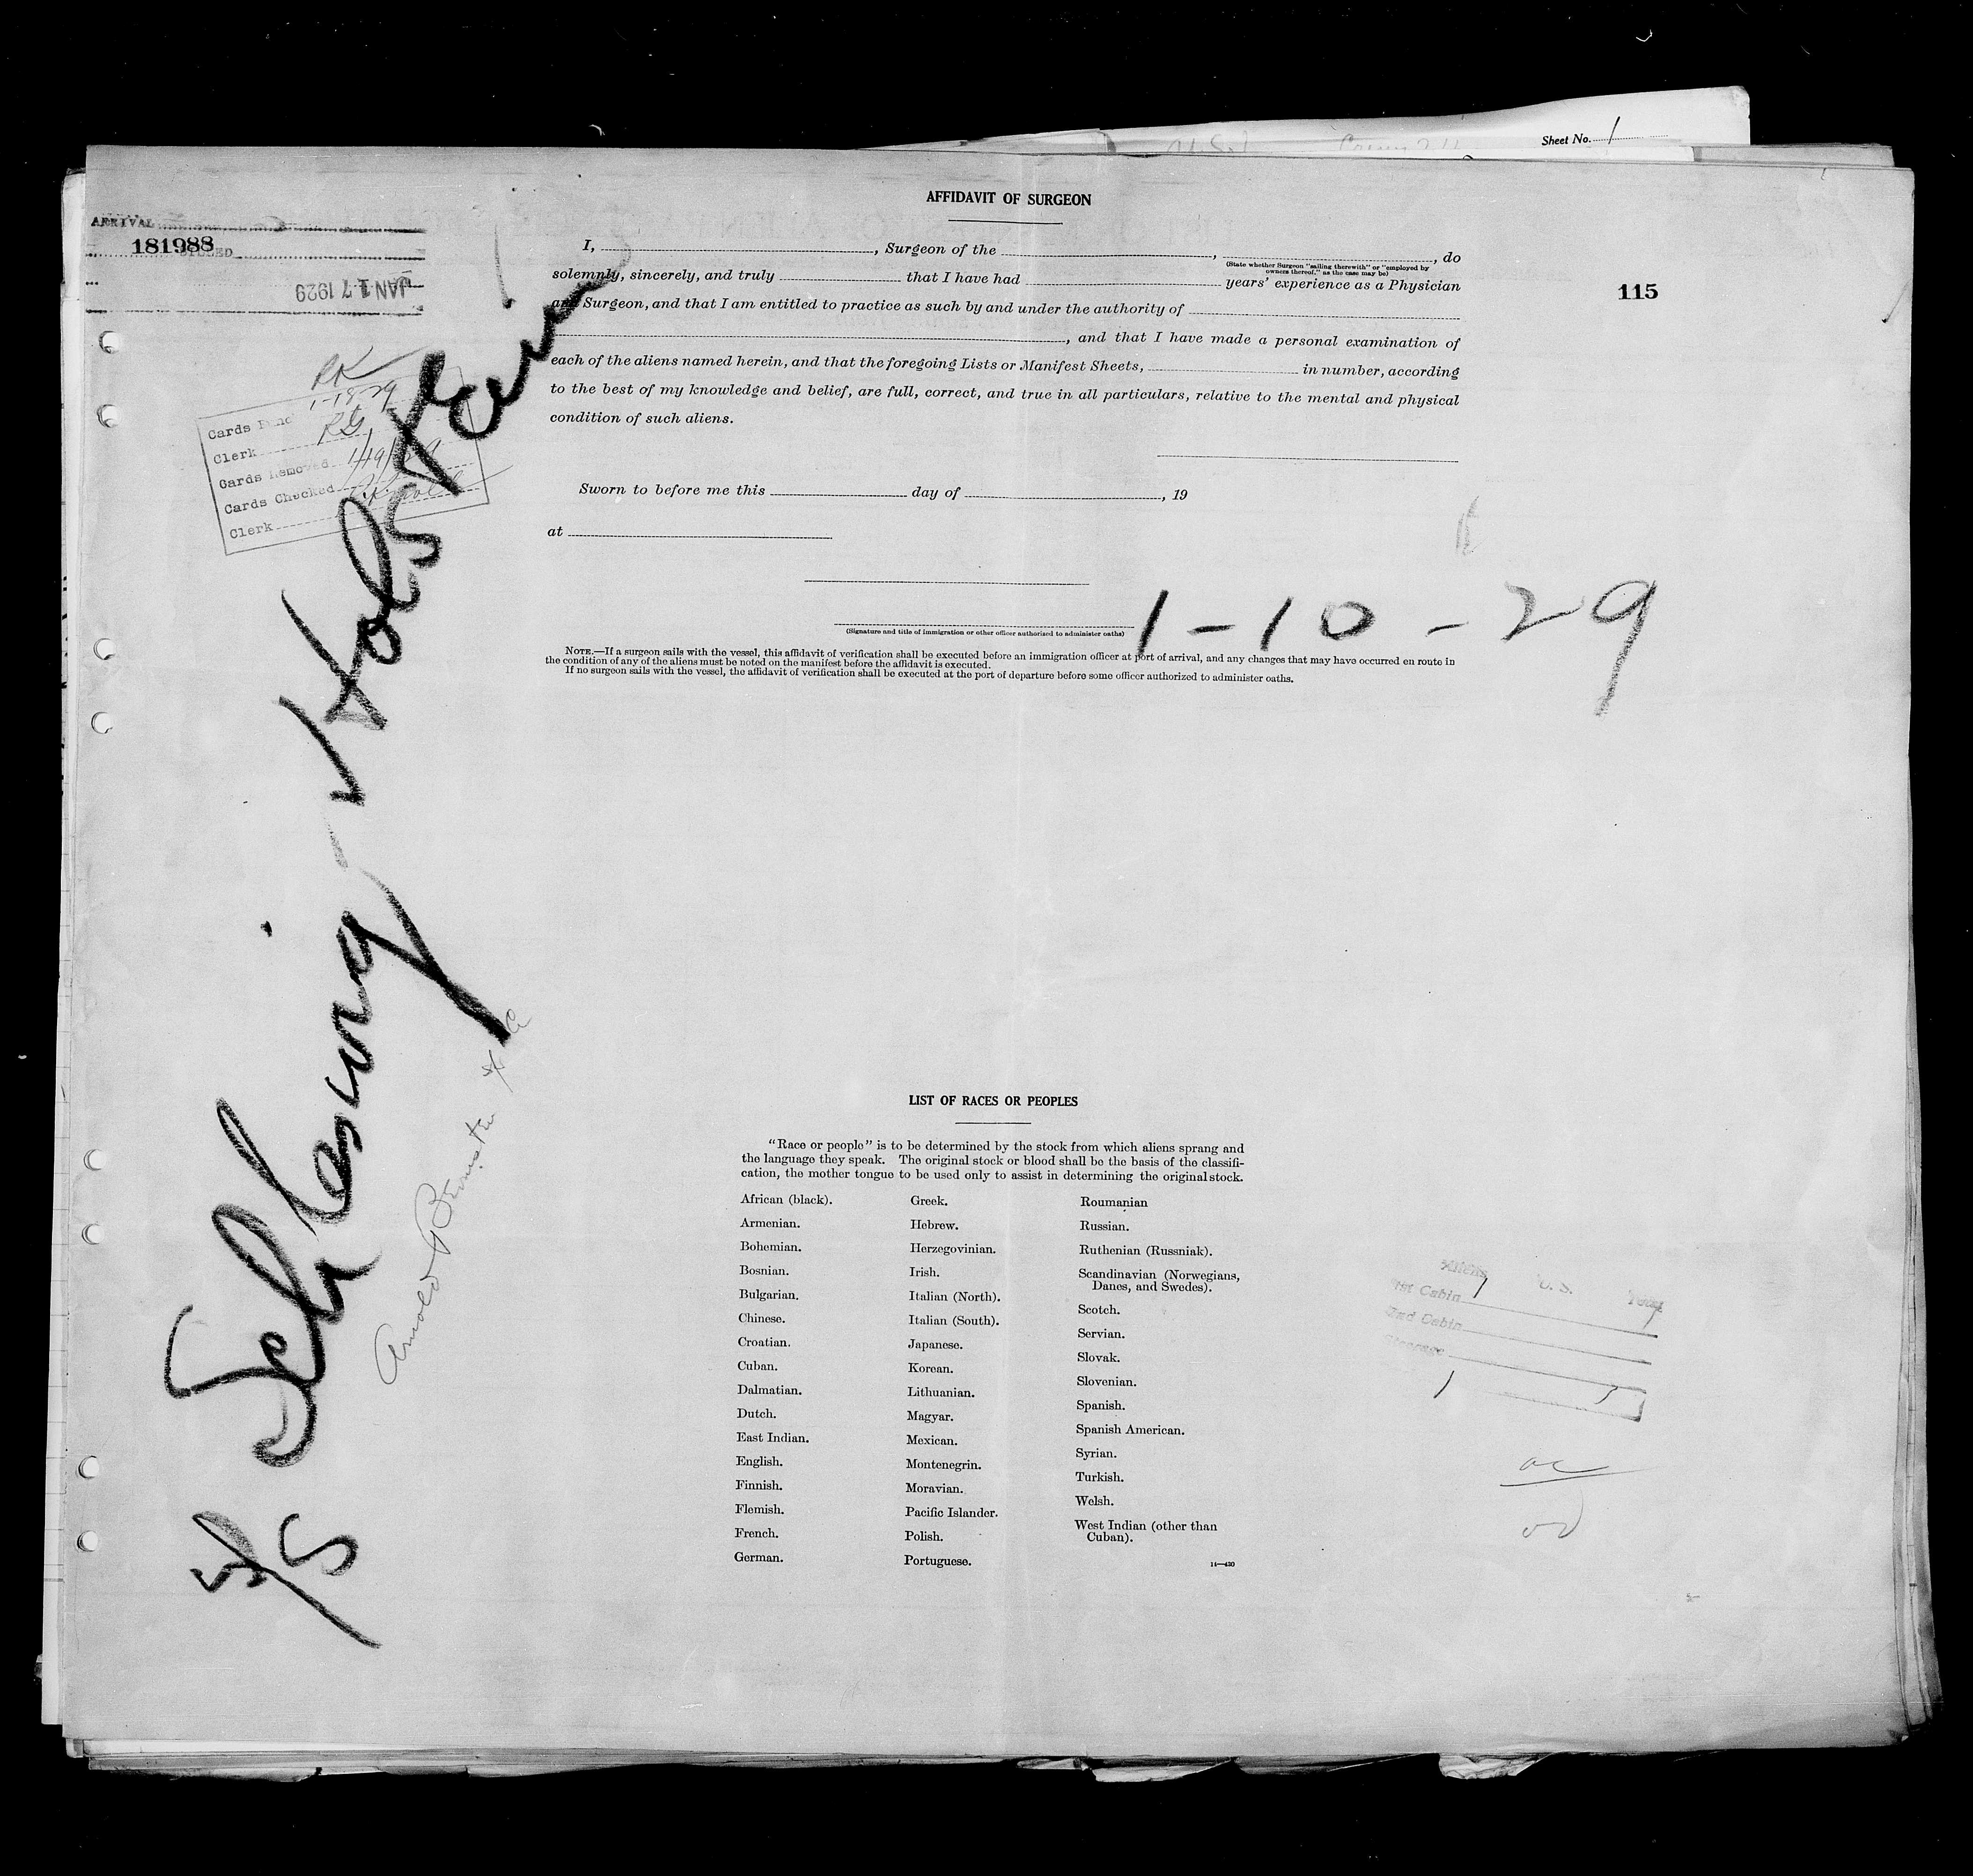 Sheet No. 1
AFFIDAVIT OF SURGEON
ARRIVAL
181988
JAN 17 1929
115
I, , Surgeon of the , , do
(State whether Surgeon "sailing therewith" or "employed by
owners thereof," as the case may be)
solemnly, sincerely, and truly that I have had years' experience as a Physician
and Surgeon, and that I am entitled to practice as such by and under the authority of
, and that I have made a personal examination of
each of the aliens named herein, and that the foregoing Lists or Manifest Sheets, in number, according
to the best of my knowledge and belief, are full, correct, and true in all particulars, relative to the mental and physical
condition of such aliens.
RK
Cards 1-18-29
Clerk
Cards Removed 1/19/29
Cards Checked
Clerk
Sworn to before me this day of , 19
at
(Signature and title of immigration or other officer authorized to administer oaths)
1-10-29
NOTE.—If a surgeon sails with the vessel, this affidavit of verification shall be executed before an immigration officer at port of arrival, and any changes that may have occurred en route in
the condition of any of the aliens must be noted on the manifest before the affidavit is executed.
If no surgeon sails with the vessel, the affidavit of verification shall be executed at the port of departure before some officer authorized to administer oaths.
S/S Schleswig-Holstein
Arnold Bernstein & Co
LIST OF RACES OR PEOPLES
"Race or people" is to be determined by the stock from which aliens sprang and
the language they speak. The original stock or blood shall be the basis of the classifi-
cation, the mother tongue to be used only to assist in determining the original stock.
African (black).
Armenian.
Bohemian.
Bosnian.
Bulgarian.
Chinese.
Croatian.
Cuban.
Dalmatian.
Dutch.
East Indian.
English.
Finnish.
Flemish.
French.
German.
Greek.
Hebrew.
Herzegovinian.
Irish.
Italian (North).
Italian (South).
Japanese.
Korean.
Lithuanian.
Magyar.
Mexican.
Montenegrin.
Moravian.
Pacific Islander.
Polish.
Portuguese.
Roumanian
Russian.
Ruthenian (Russniak).
Scandinavian (Norwegians,
Danes, and Swedes).
Scotch.
Servian.
Slovak.
Slovenian.
Spanish.
Spanish American.
Syrian.
Turkish.
Welsh.
West Indian (other than
Cuban).
14—430
Aliens U. S. Total
1st Cabin 1 1
2nd Cabin
Steerage
1 1